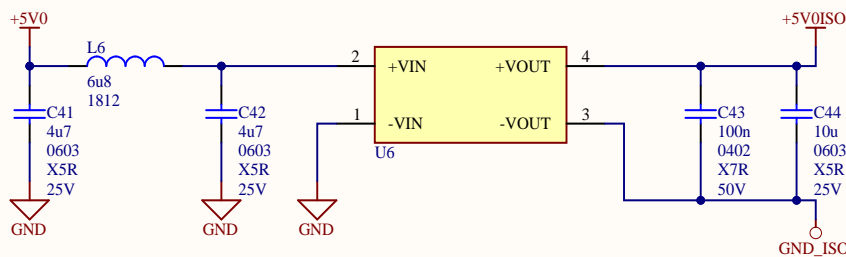 +5V0
+5V0ISO
L6
6u8
1812
2
+VIN
+VOUT
4
C41
4u7
0603
X5R
25V
C42
4u7
0603
X5R
25V
1
-VIN
-VOUT
3
U6
C43
100n
0402
X7R
50V
C44
10u
0603
X5R
25V
GND
GND
GND
GND_ISO